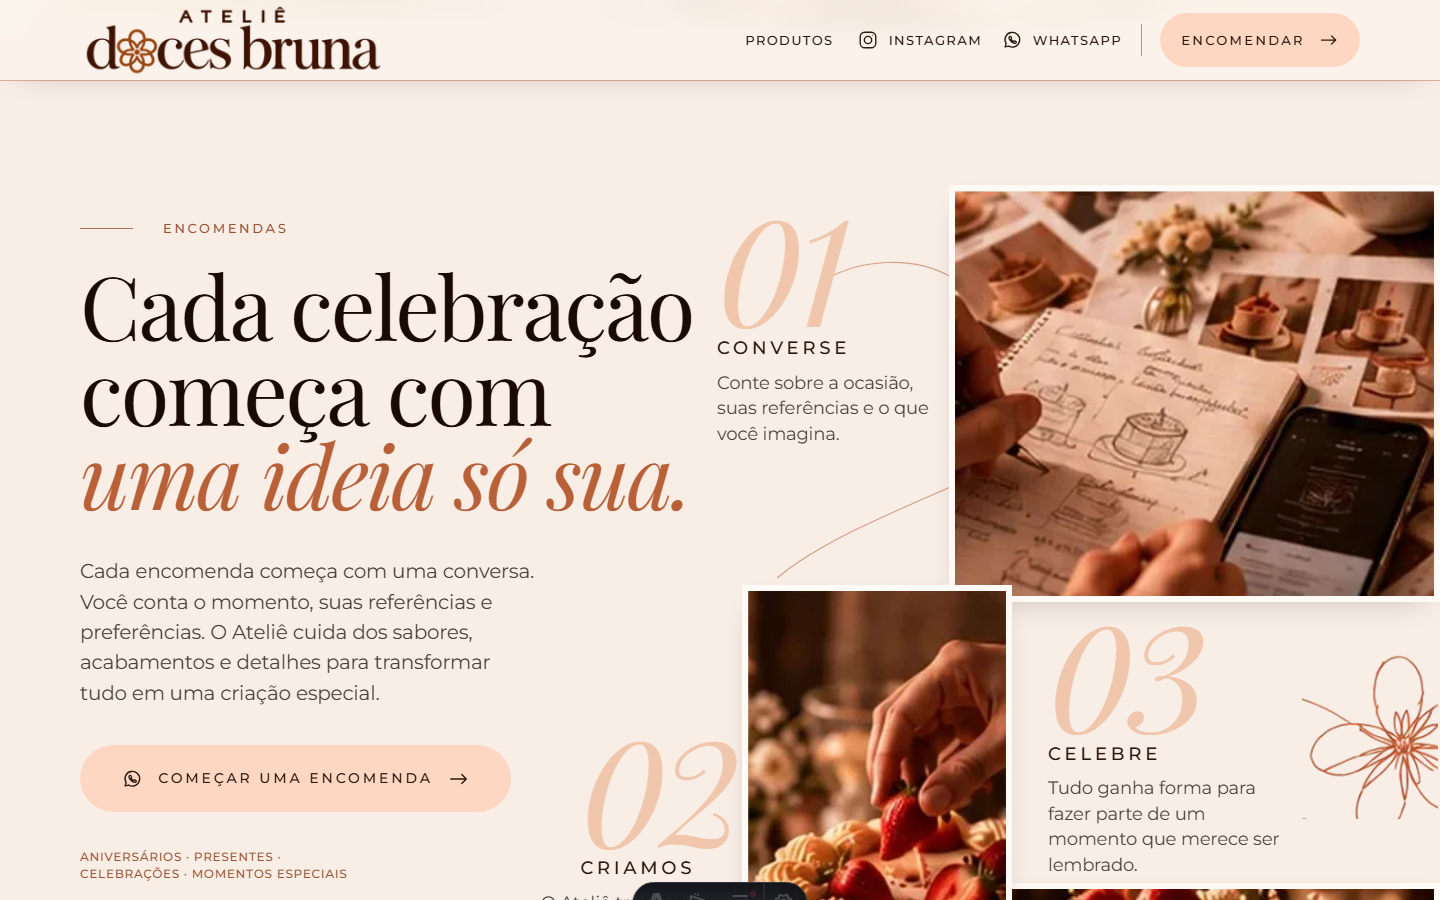 ATELIÊ
doces bruna
PRODUTOS
INSTAGRAM
WHATSAPP
ENCOMENDAR
ENCOMENDAS
Cada celebração
começa com
uma ideia só sua.
Cada encomenda começa com uma conversa.
Você conta o momento, suas referências e
preferências. O Ateliê cuida dos sabores,
acabamentos e detalhes para transformar
tudo em uma criação especial.
COMEÇAR UMA ENCOMENDA
ANIVERSÁRIOS · PRESENTES ·
CELEBRAÇÕES · MOMENTOS ESPECIAIS
01
CONVERSE
Conte sobre a ocasião,
suas referências e o que
você imagina.
02
CRIAMOS
O Ateliê
03
CELEBRE
Tudo ganha forma para
fazer parte de um
momento que merece ser
lembrado.